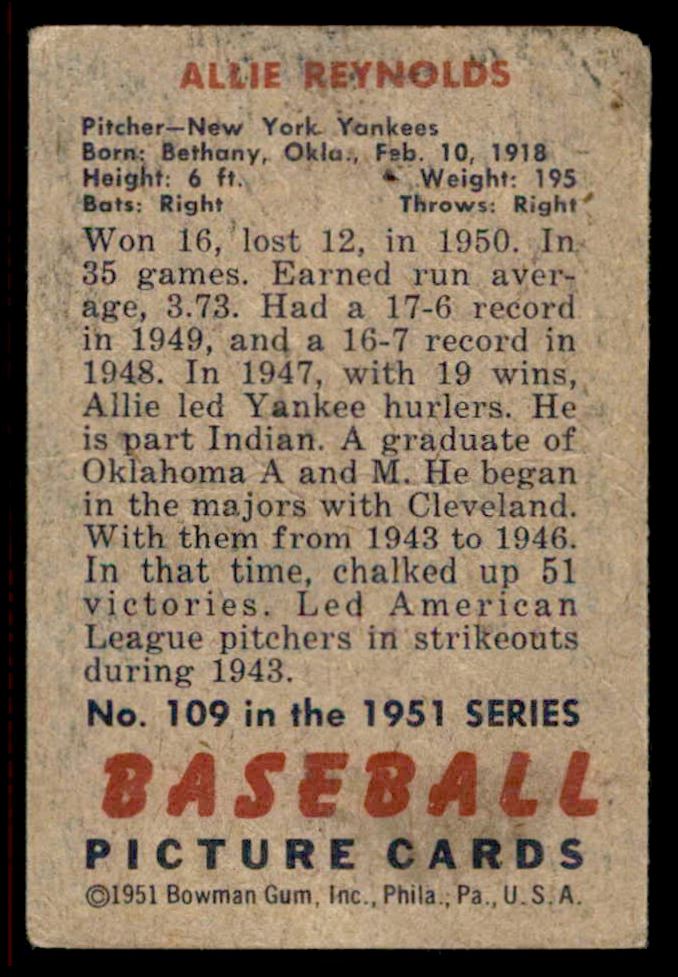 ALLIE REYNOLDS
Pitcher—New York Yankees
Born: Bethany, Okla., Feb. 10, 1918
Height: 6 ft. Weight: 195
Bats: Right Throws: Right
Won 16, lost 12, in 1950. In
35 games. Earned run aver-
age, 3.73. Had a 17-6 record
in 1949, and a 16-7 record in
1948. In 1947, with 19 wins,
Allie led Yankee hurlers. He
is part Indian. A graduate of
Oklahoma A and M. He began
in the majors with Cleveland.
With them from 1943 to 1946.
In that time, chalked up 51
victories. Led American
League pitchers in strikeouts
during 1943.
No. 109 in the 1951 SERIES
BASEBALL
PICTURE CARDS
©1951 Bowman Gum, Inc., Phila., Pa., U.S.A.